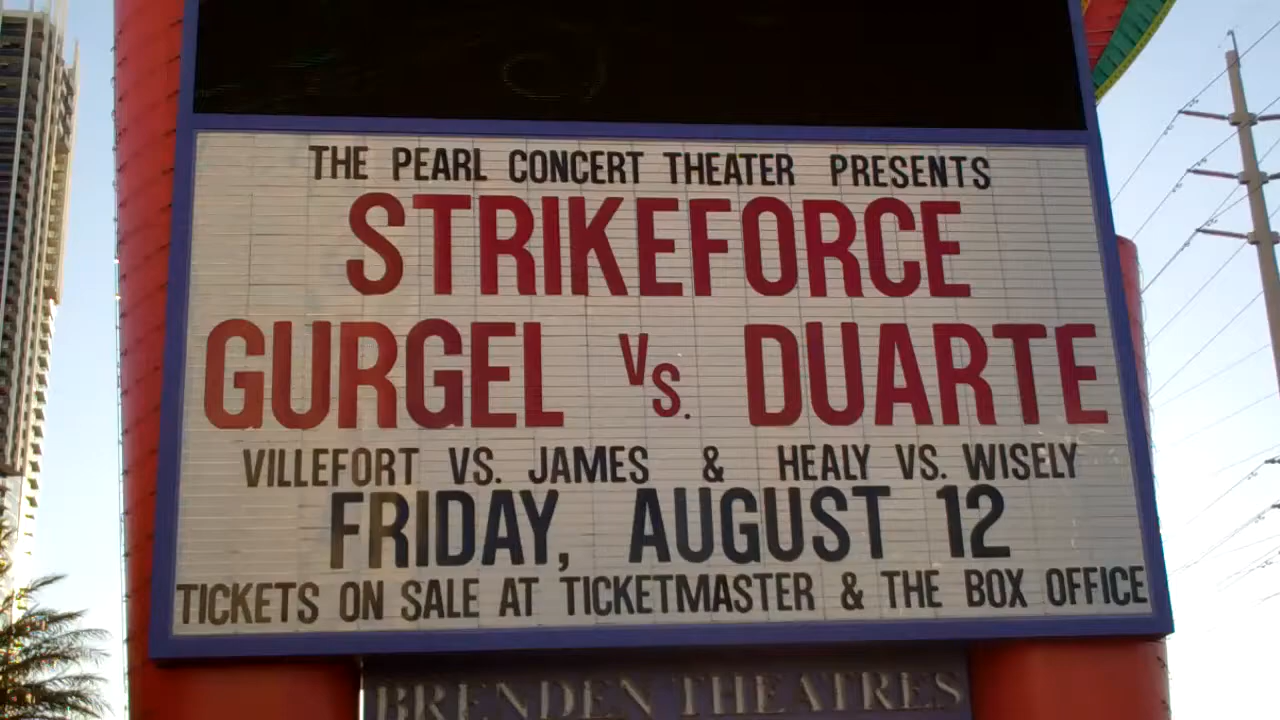 THE PEARL CONCERT THEATER PRESENTS
STRIKEFORCE
GURGEL VS. DUARTE
VILLEFORT VS. JAMES & HEALY VS. WISELY
FRIDAY, AUGUST 12
TICKETS ON SALE AT TICKETMASTER & THE BOX OFFICE
BRENDEN THEATRES